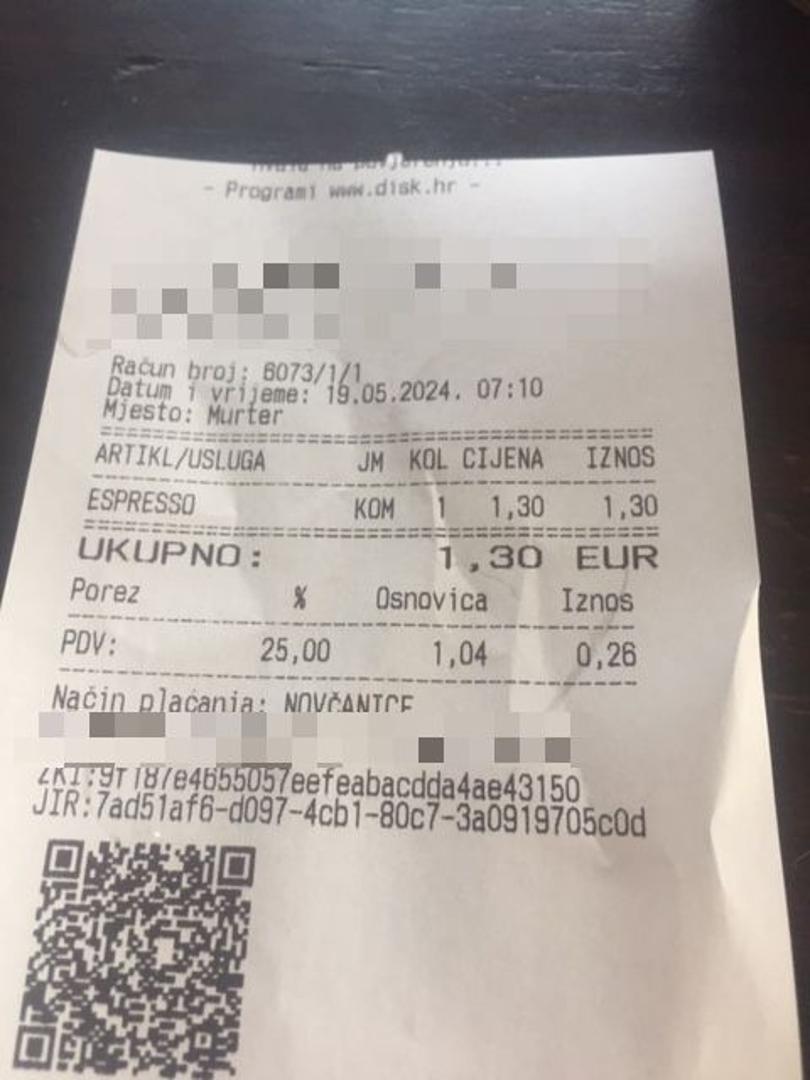 - Programi www.disk.hr -
Račun broj: 6073/1/1
Datum i vrijeme: 19.05.2024. 07:10
Mjesto: Murter
ARTIKL/USLUGA JM KOL CIJENA IZNOS
ESPRESSO KOM 1 1,30 1,30
UKUPNO: 1,30 EUR
Porez % Osnovica Iznos
PDV: 25,00 1,04 0,26
Način plaćanja: NOVČANICE
ZKI:9f187e4655057eefeabacdda4ae43150
JIR:7ad51af6-d097-4cb1-80c7-3a0919705c0d